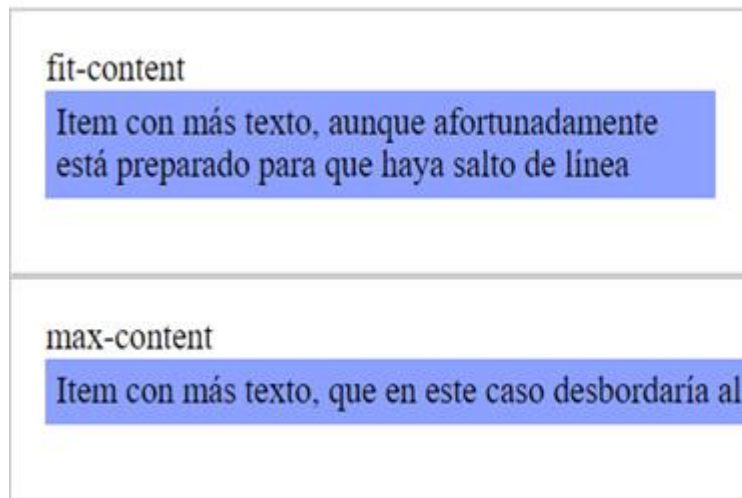 fit-content
Item con más texto, aunque afortunadamente
está preparado para que haya salto de línea
max-content
Item con más texto, que en este caso desbordaría al